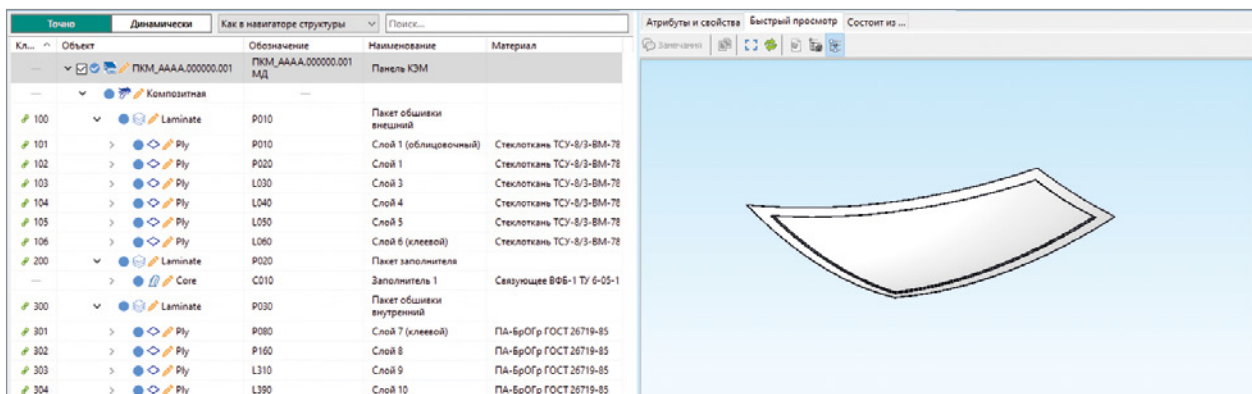 Точно Динамически Как в навигаторе структуры Поиск...
Кл... Объект Обозначение Наименование Материал
ПКМ_АААА.000000.001 ПКМ_АААА.000000.001 МД Панель КЭМ
Композитная
100 Laminate P010 Пакет обшивки внешний
101 Ply P010 Слой 1 (облицовочный) Стеклоткань ТСУ-8/3-ВМ-78
102 Ply P020 Слой 1 Стеклоткань ТСУ-8/3-ВМ-78
103 Ply L030 Слой 3 Стеклоткань ТСУ-8/3-ВМ-78
104 Ply L040 Слой 4 Стеклоткань ТСУ-8/3-ВМ-78
105 Ply L050 Слой 5 Стеклоткань ТСУ-8/3-ВМ-78
106 Ply L060 Слой 6 (клеевой) Стеклоткань ТСУ-8/3-ВМ-78
200 Laminate P020 Пакет заполнителя
Core C010 Заполнитель 1 Связующее ВФБ-1 ТУ 6-05-1
300 Laminate P030 Пакет обшивки внутренний
301 Ply P080 Слой 7 (клеевой) ПА-БрОГр ГОСТ 26719-85
302 Ply P160 Слой 8 ПА-БрОГр ГОСТ 26719-85
303 Ply L310 Слой 9 ПА-БрОГр ГОСТ 26719-85
304 Ply L390 Слой 10 ПА-БрОГр ГОСТ 26719-85
Атрибуты и свойства Быстрый просмотр Состоит из ...
Замечания